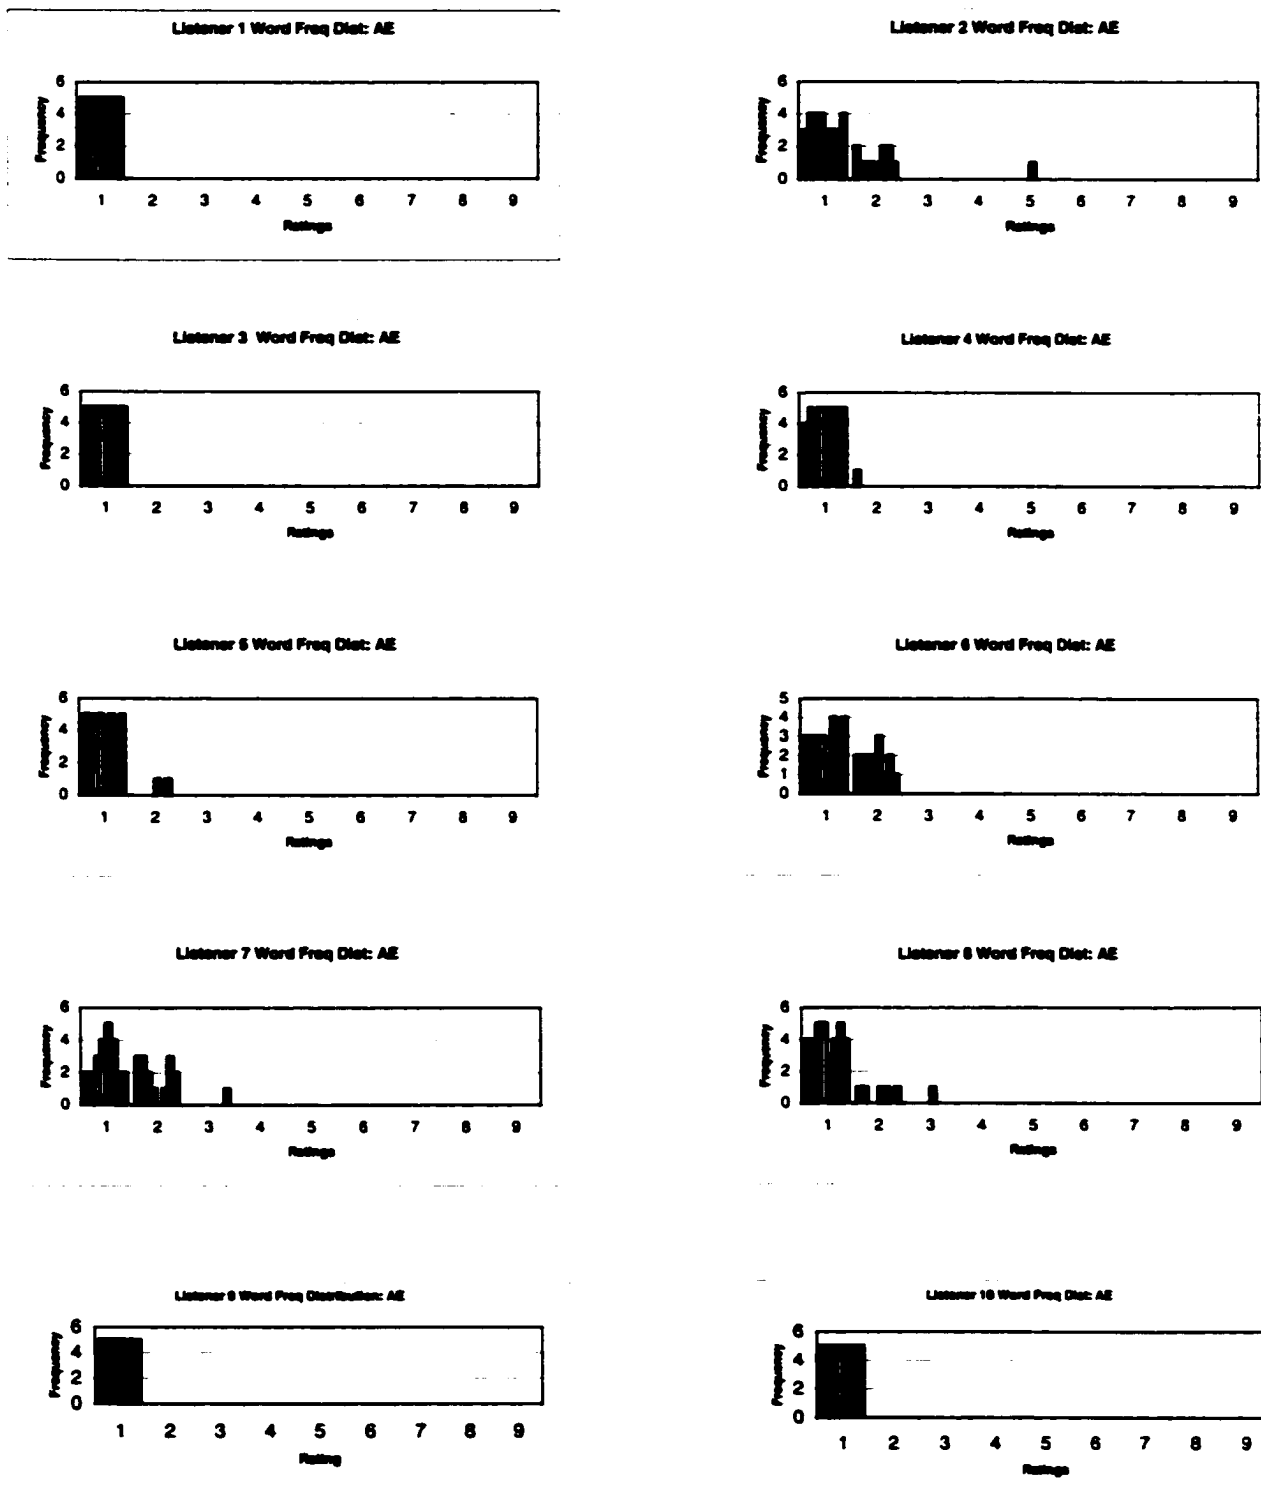 Listener 1 Word Freq Dist: AE
Frequency
6
4
2
0
1 2 3 4 5 6 7 8 9
Ratings
Listener 2 Word Freq Dist: AE
Frequency
6
4
2
0
1 2 3 4 5 6 7 8 9
Ratings
Listener 3 Word Freq Dist: AE
Frequency
6
4
2
0
1 2 3 4 5 6 7 8 9
Ratings
Listener 4 Word Freq Dist: AE
Frequency
6
4
2
0
1 2 3 4 5 6 7 8 9
Ratings
Listener 5 Word Freq Dist: AE
Frequency
6
4
2
0
1 2 3 4 5 6 7 8 9
Ratings
Listener 6 Word Freq Dist: AE
Frequency
5
4
3
2
1
0
1 2 3 4 5 6 7 8 9
Ratings
Listener 7 Word Freq Dist: AE
Frequency
6
4
2
0
1 2 3 4 5 6 7 8 9
Ratings
Listener 8 Word Freq Dist: AE
Frequency
6
4
2
0
1 2 3 4 5 6 7 8 9
Ratings
Listener 9 Word Freq Distribution: AE
Frequency
6
4
2
0
1 2 3 4 5 6 7 8 9
Rating
Listener 10 Word Freq Dist: AE
Frequency
6
4
2
0
1 2 3 4 5 6 7 8 9
Ratings